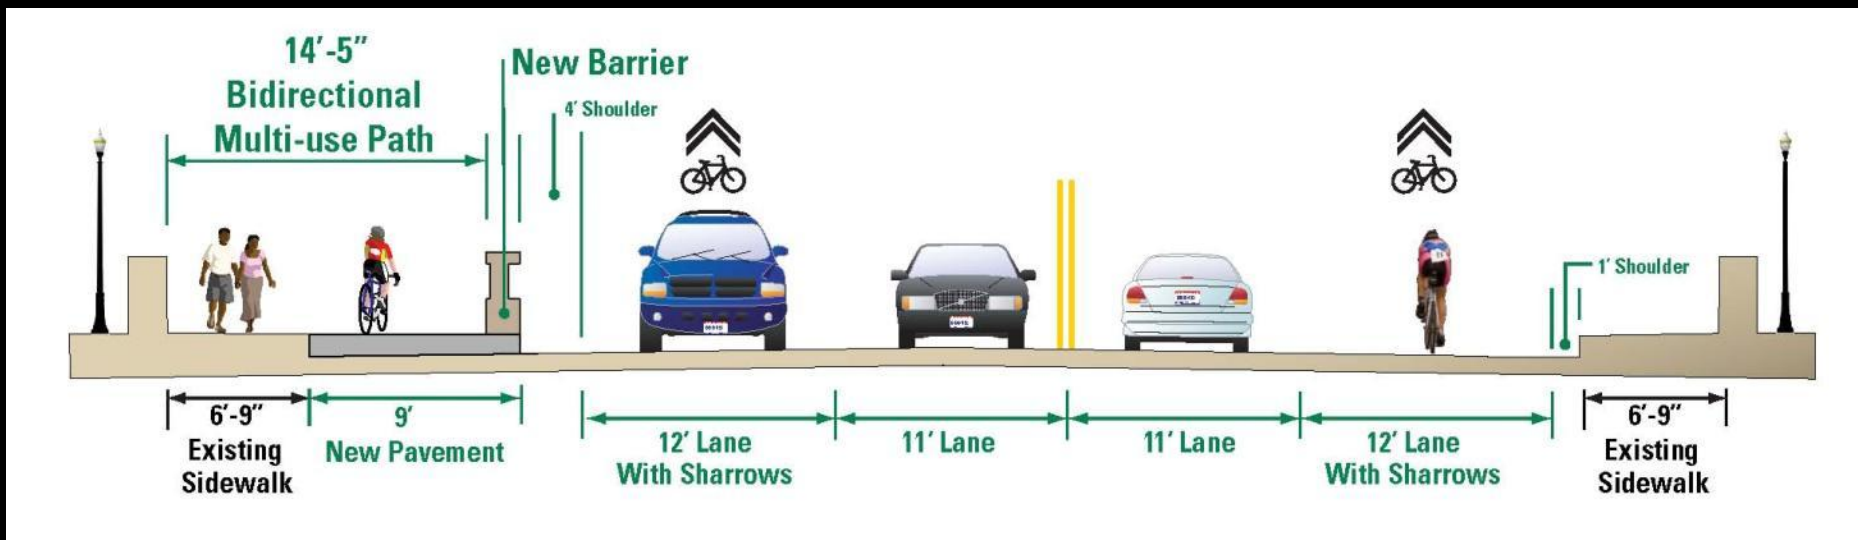 14′-5″
Bidirectional
Multi-use Path
New Barrier
4′ Shoulder
1′ Shoulder
6′-9″
Existing
Sidewalk
9′
New Pavement
12′ Lane
With Sharrows
11′ Lane
11′ Lane
12′ Lane
With Sharrows
6′-9″
Existing
Sidewalk